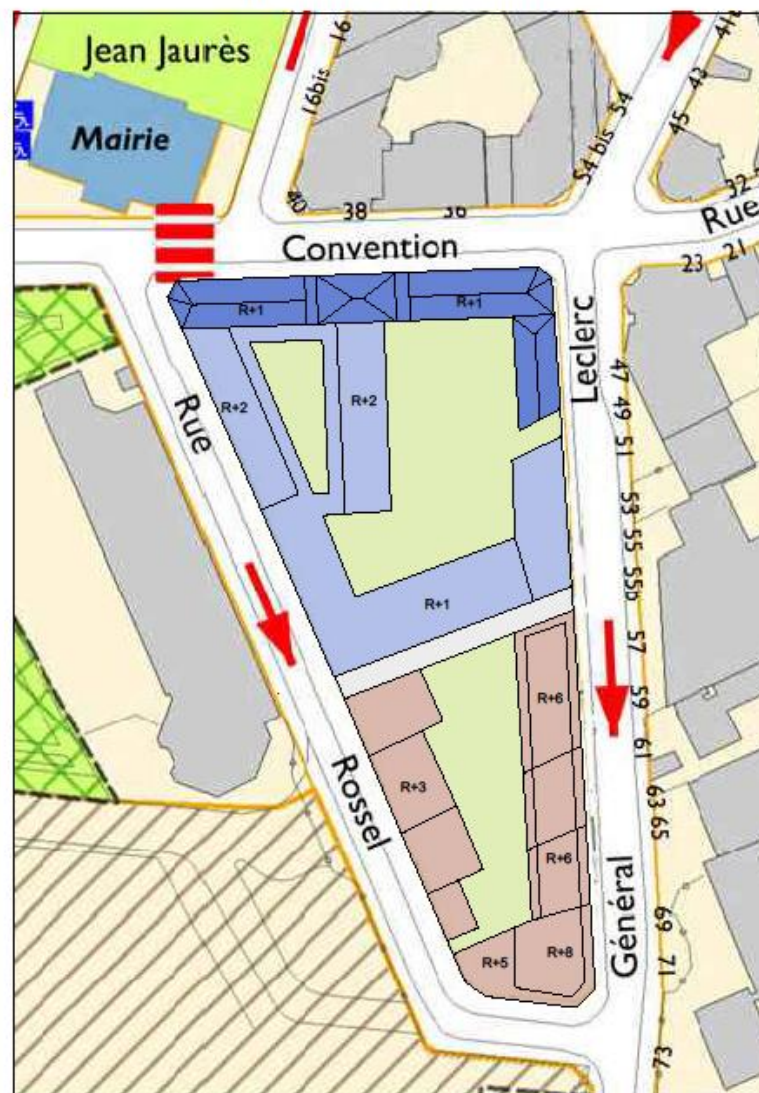 Jean Jaurès
Mairie
16
16bis
40
38
36
54
54 bis
41
43
45
32
Rue
Convention
23
21
R+1
R+1
Leclerc
Rue
R+2
R+2
47
49
51
53
55
55b
57
59
61
63
65
69
71
73
R+1
R+6
Rossel
R+3
R+6
Général
R+5
R+8